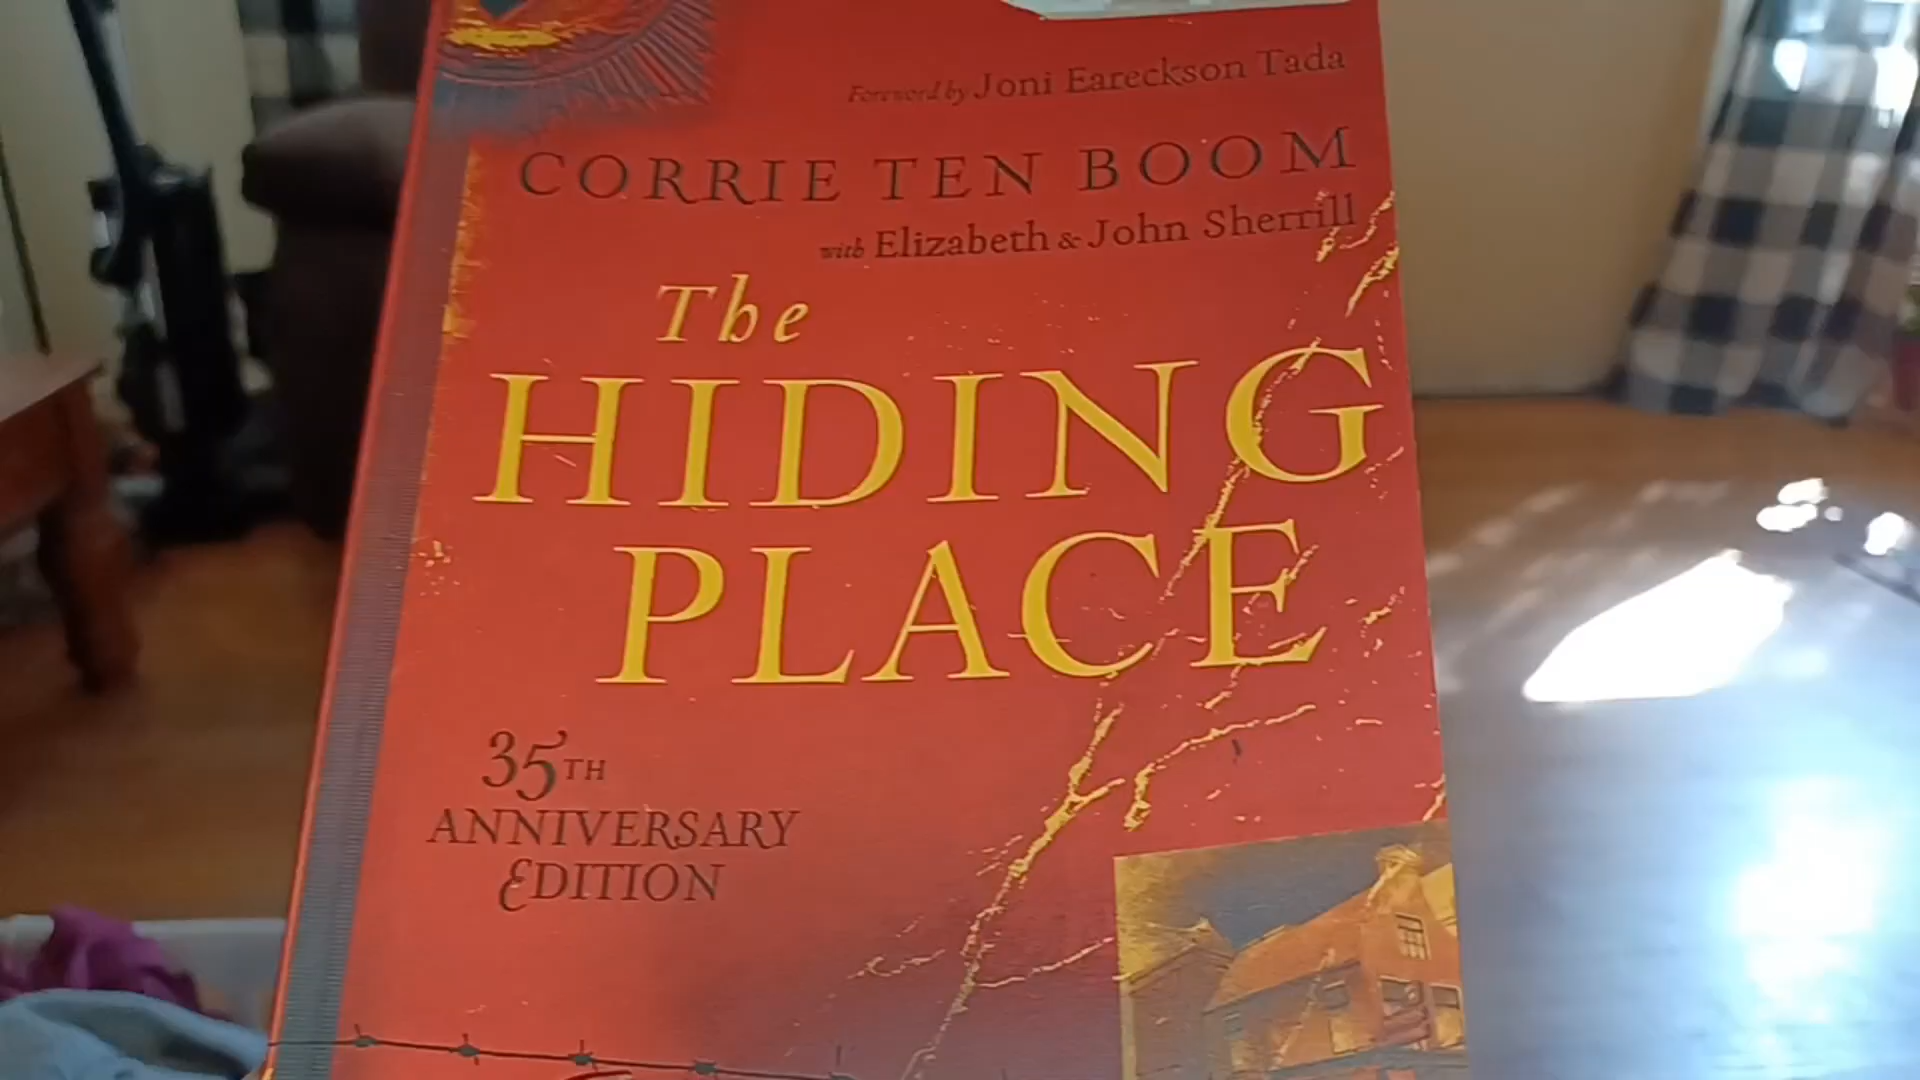 Foreword by Joni Eareckson Tada
CORRIE TEN BOOM
with Elizabeth & John Sherrill
The
HIDING
PLACE
35TH
ANNIVERSARY
EDITION